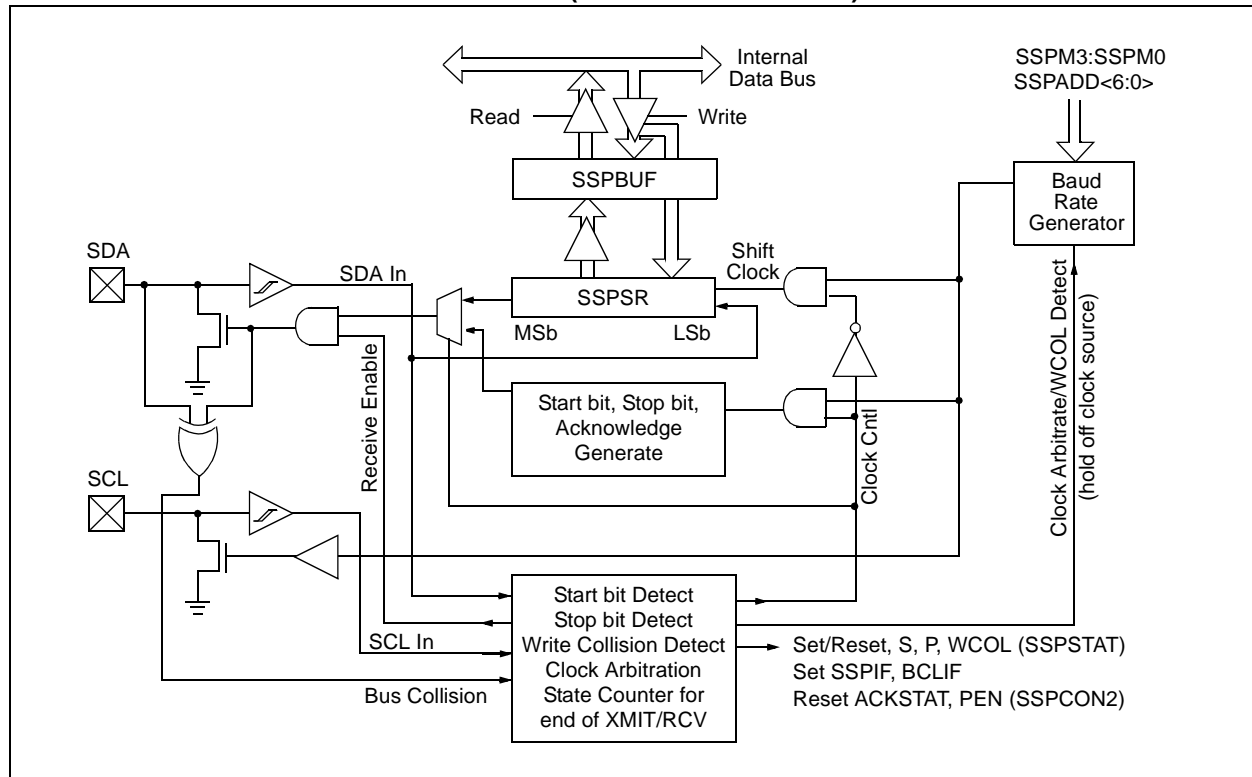 Internal
Data Bus
SSPM3:SSPM0
SSPADD<6:0>
Read
Write
SSPBUF
Baud
Rate
Generator
SDA
SDA In
Shift
Clock
SSPSR
MSb
LSb
Receive Enable
Start bit, Stop bit,
Acknowledge
Generate
Clock Cntl
Clock Arbitrate/WCOL Detect
(hold off clock source)
SCL
SCL In
Bus Collision
Start bit Detect
Stop bit Detect
Write Collision Detect
Clock Arbitration
State Counter for
end of XMIT/RCV
Set/Reset, S, P, WCOL (SSPSTAT)
Set SSPIF, BCLIF
Reset ACKSTAT, PEN (SSPCON2)